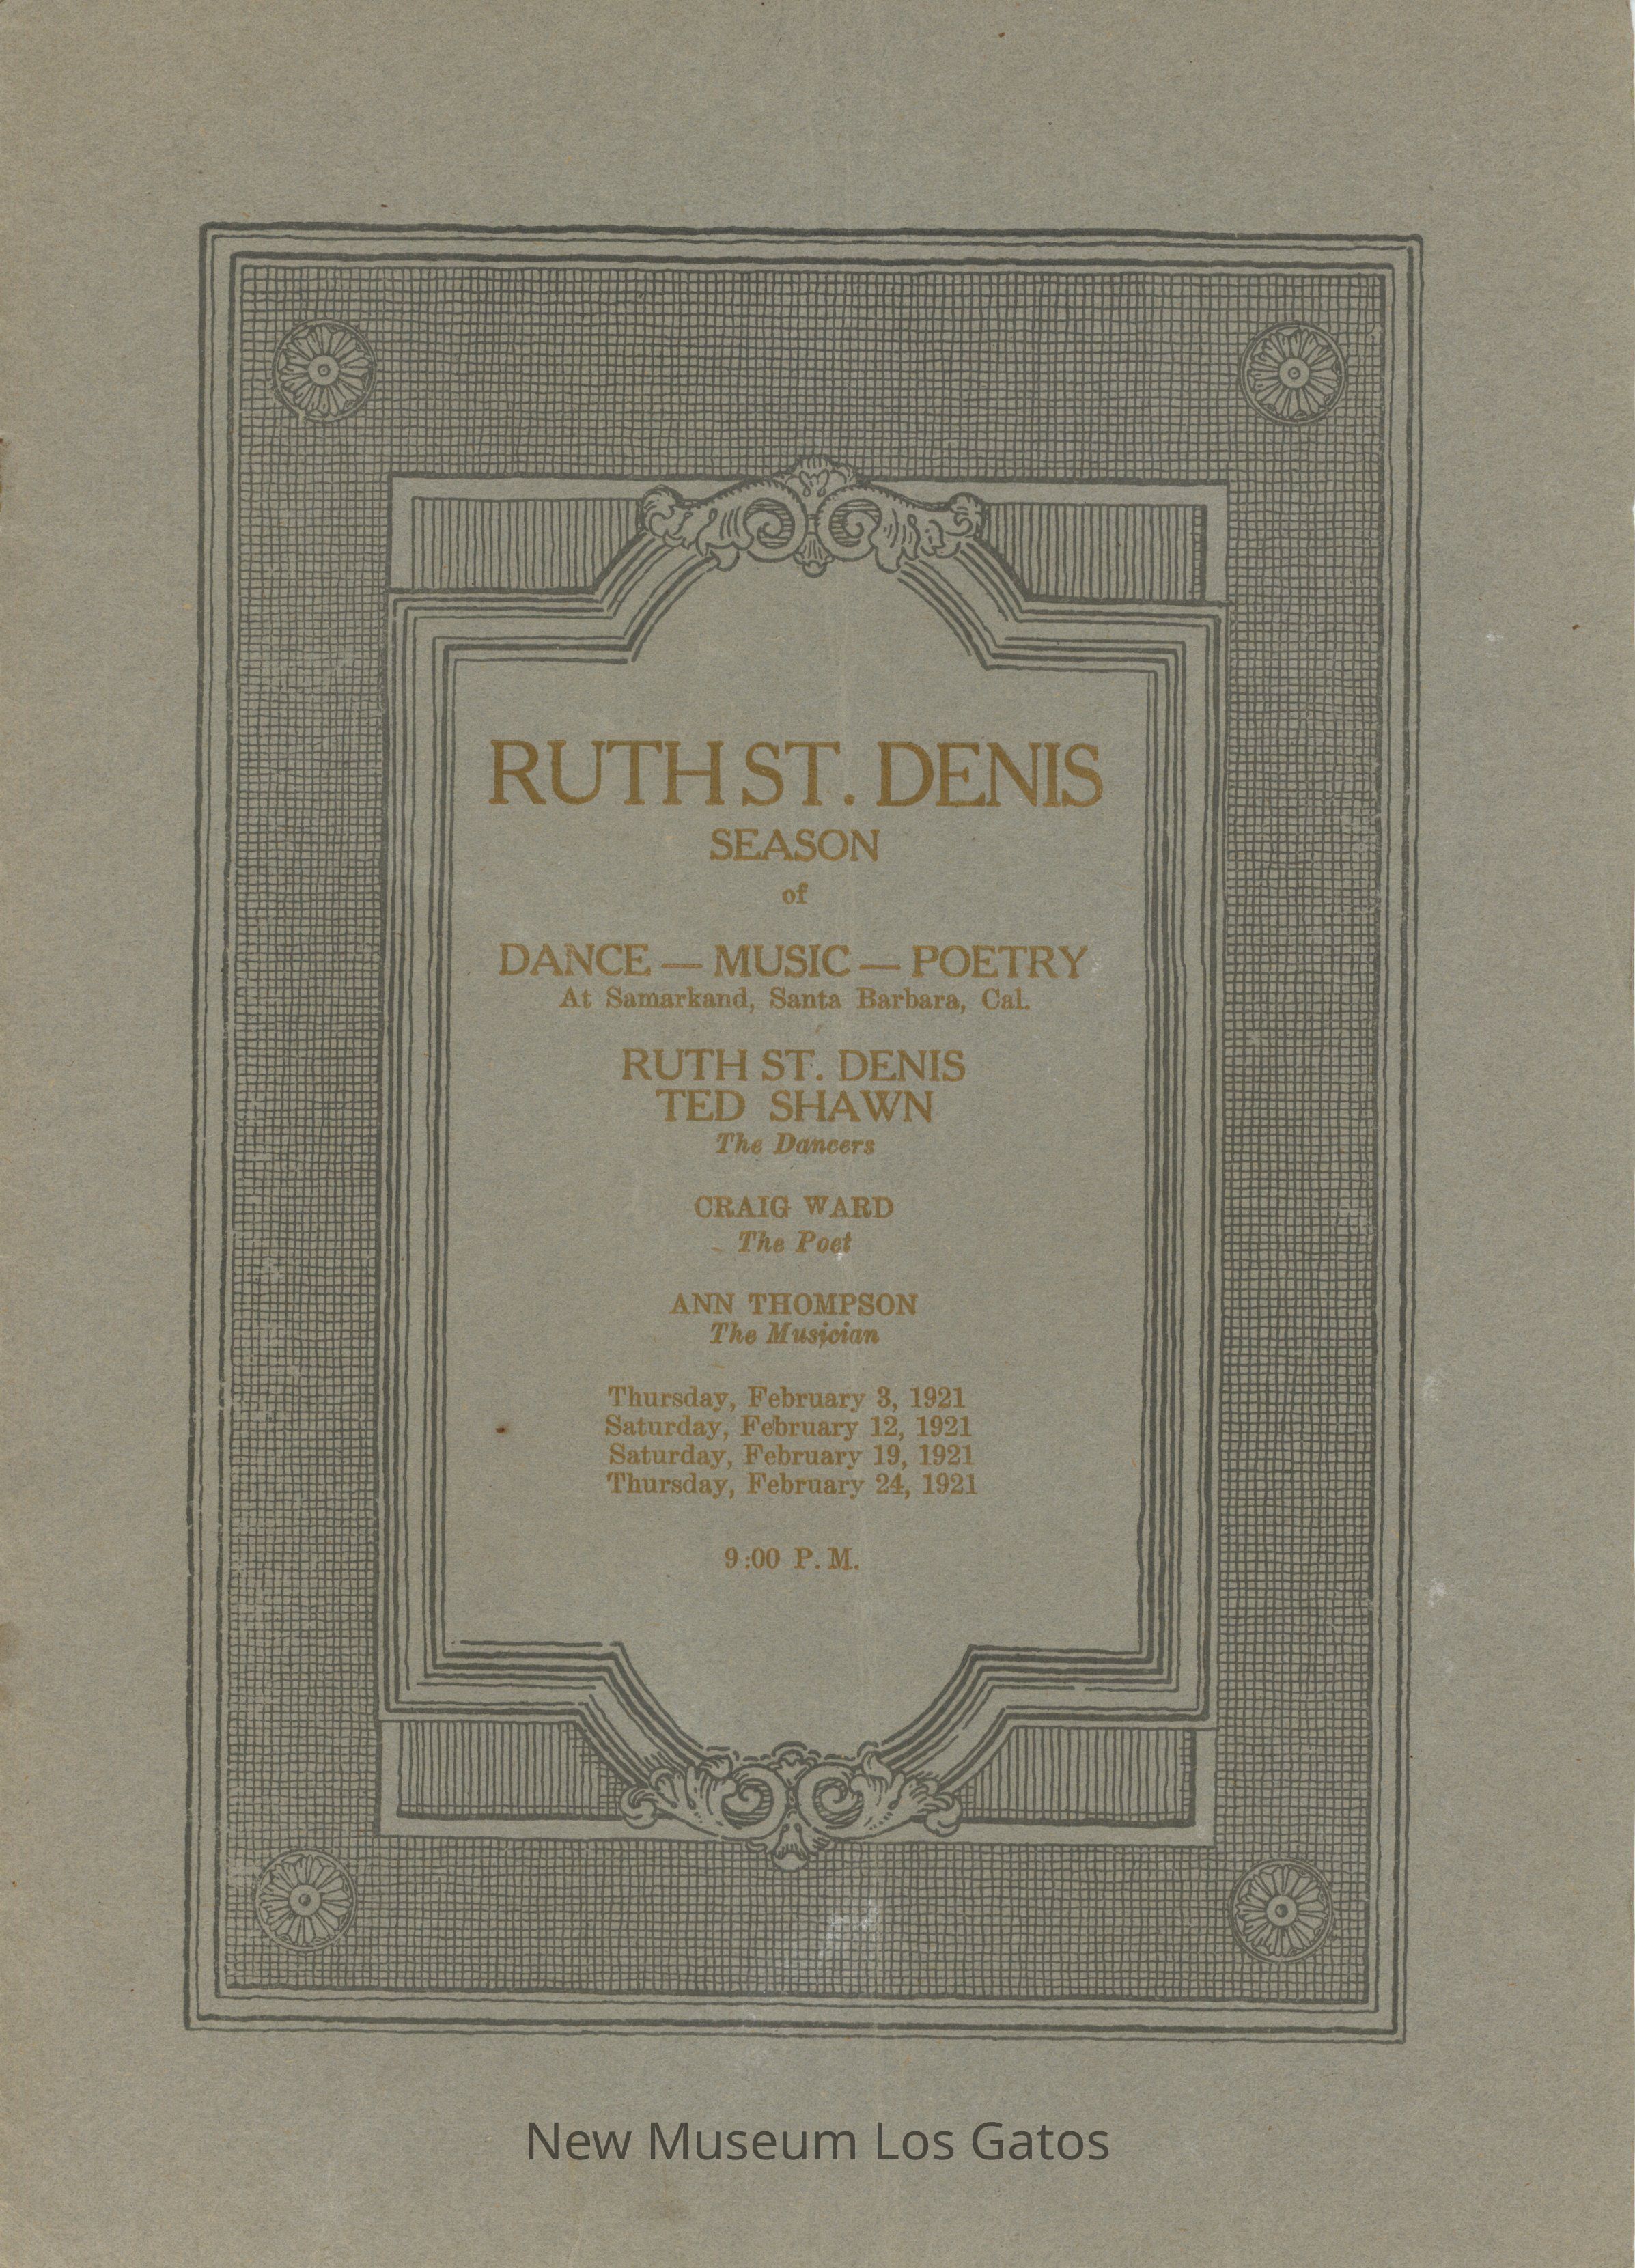 RUTH ST. DENIS
SEASON
of
DANCE — MUSIC — POETRY
At Samarkand, Santa Barbara, Cal.
RUTH ST. DENIS
TED SHAWN
The Dancers
CRAIG WARD
The Poet
ANN THOMPSON
The Musician
Thursday, February 3, 1921
Saturday, February 12, 1921
Saturday, February 19, 1921
Thursday, February 24, 1921
9:00 P. M.
New Museum Los Gatos